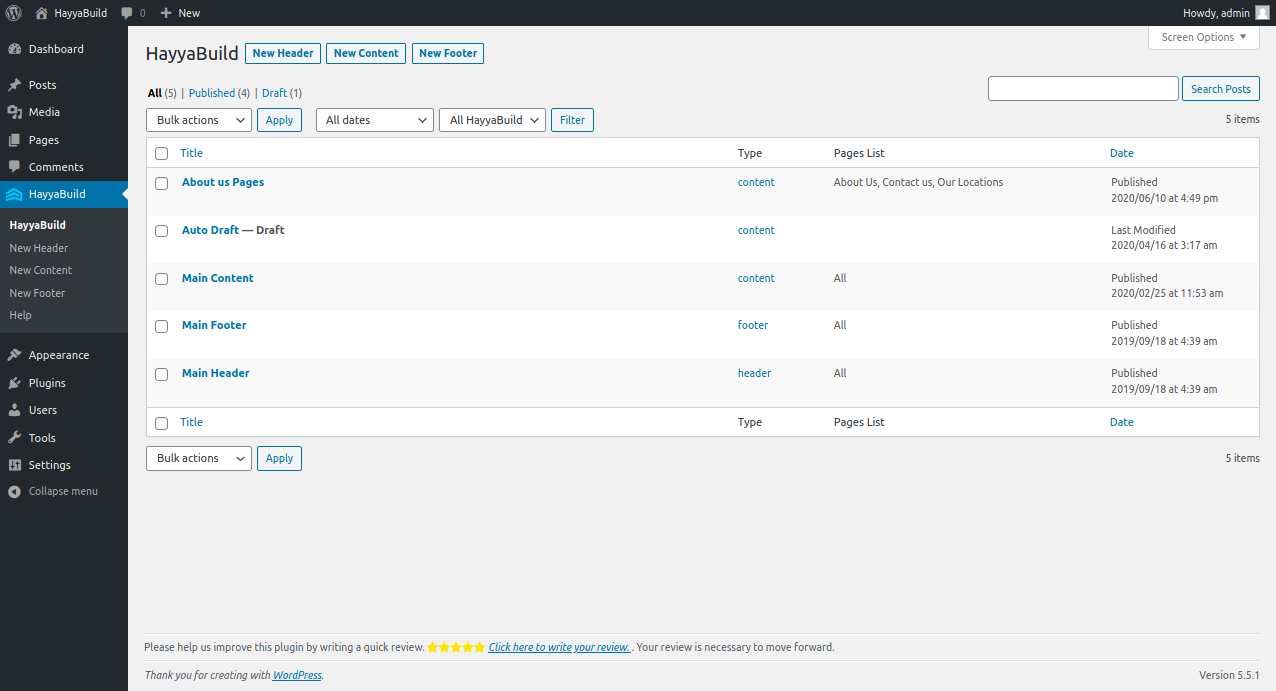 HayyaBuild 0 New Howdy, admin
Screen Options
Dashboard
Posts
Media
Pages
Comments
HayyaBuild
HayyaBuild
New Header
New Content
New Footer
Help
Appearance
Plugins
Users
Tools
Settings
Collapse menu
HayyaBuild New Header New Content New Footer
All (5) | Published (4) | Draft (1)
Search Posts
Bulk actions Apply All dates All HayyaBuild Filter 5 items
Title Type Pages List Date
About us Pages content About Us, Contact us, Our Locations Published
2020/06/10 at 4:49 pm
Auto Draft — Draft content Last Modified
2020/04/16 at 3:17 am
Main Content content All Published
2020/02/25 at 11:53 am
Main Footer footer All Published
2019/09/18 at 4:39 am
Main Header header All Published
2019/09/18 at 4:39 am
Title Type Pages List Date
Bulk actions Apply 5 items
Please help us improve this plugin by writing a quick review. Click here to write your review. . Your review is necessary to move forward.
Thank you for creating with WordPress. Version 5.5.1